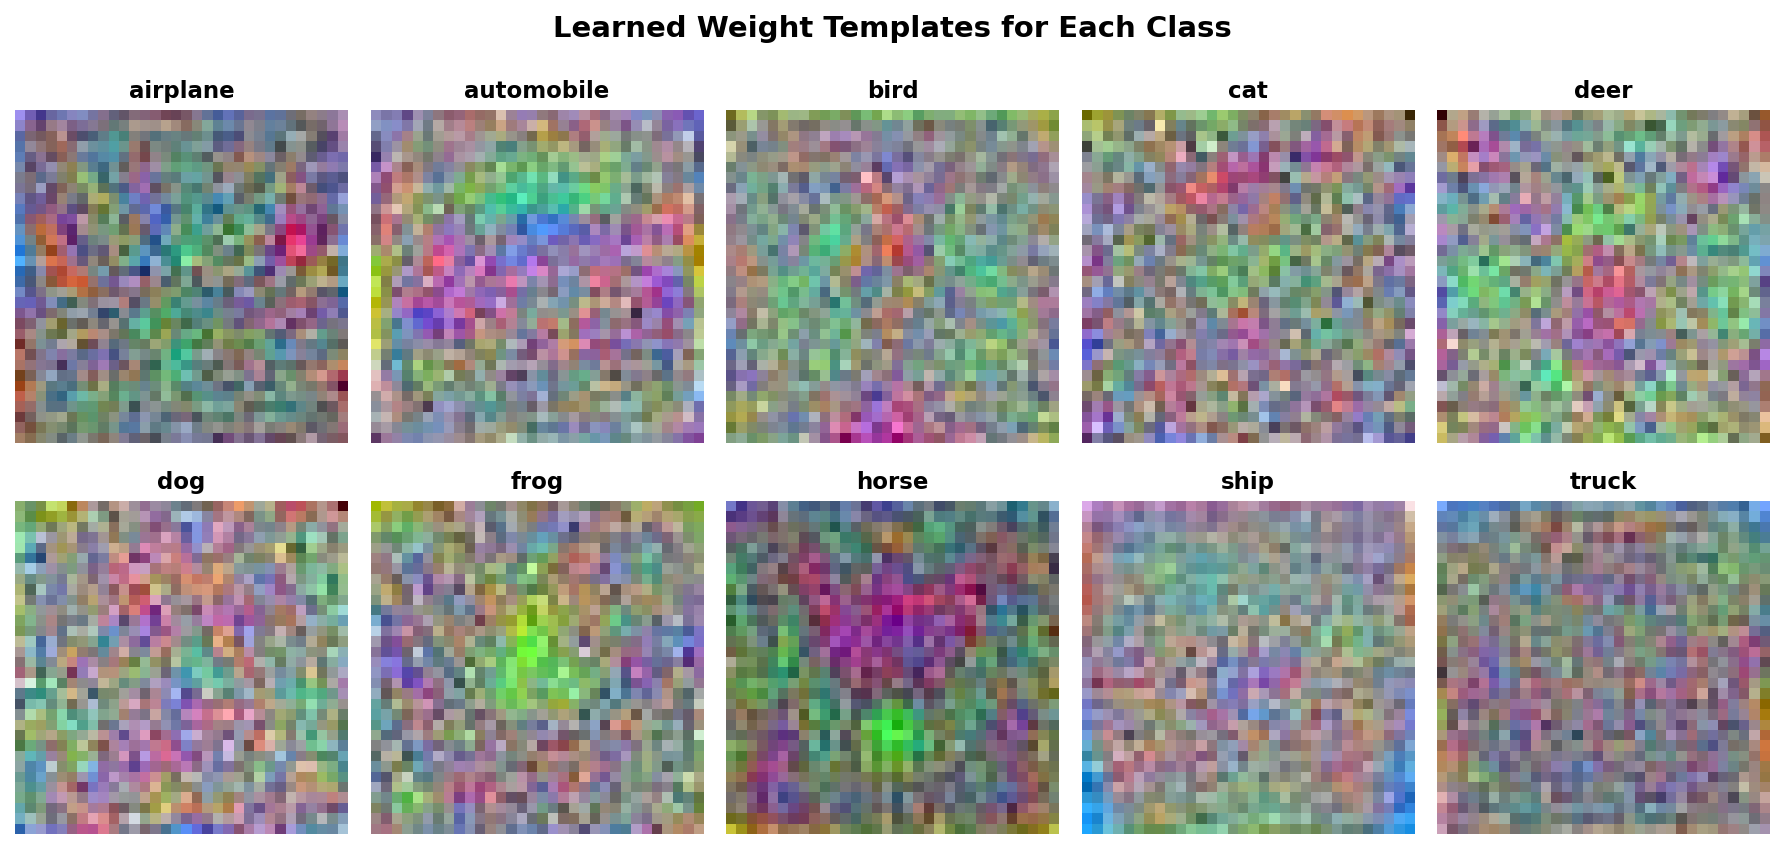 Learned Weight Templates for Each Class
airplane automobile bird cat deer
dog frog horse ship truck